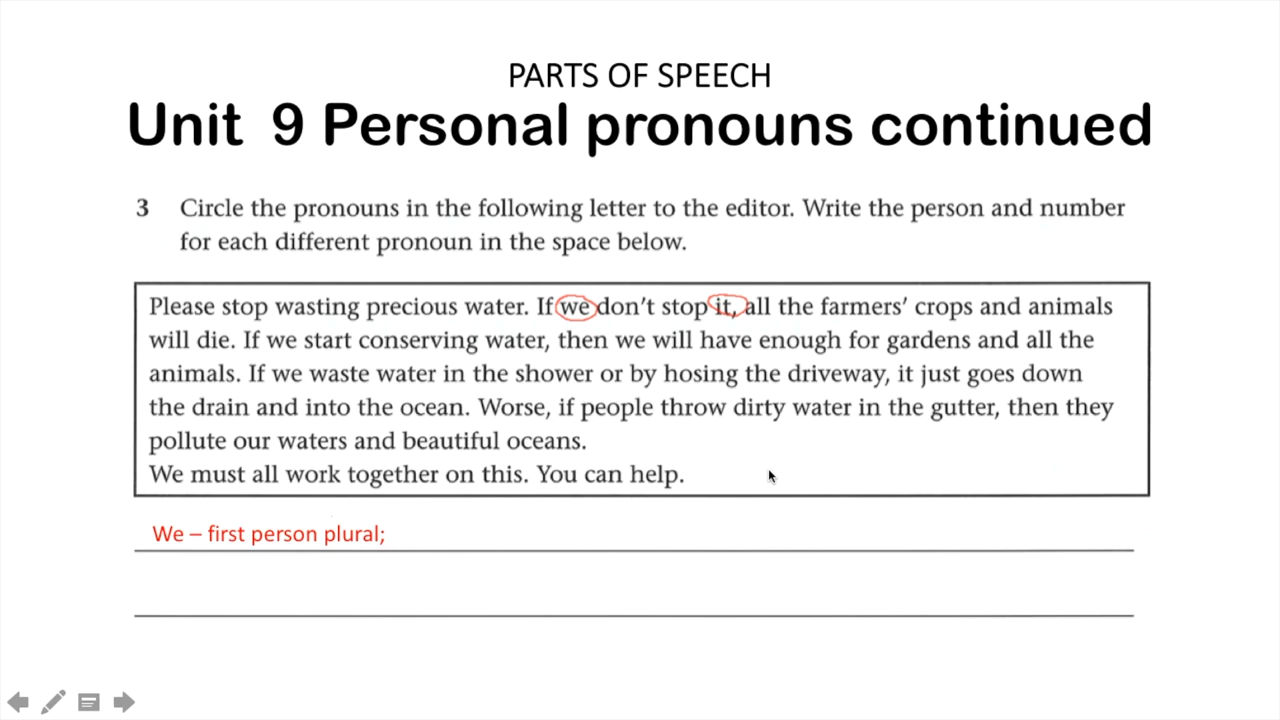 PARTS OF SPEECH
Unit 9 Personal pronouns continued
3 Circle the pronouns in the following letter to the editor. Write the person and number
for each different pronoun in the space below.
Please stop wasting precious water. If we don't stop it, all the farmers' crops and animals
will die. If we start conserving water, then we will have enough for gardens and all the
animals. If we waste water in the shower or by hosing the driveway, it just goes down
the drain and into the ocean. Worse, if people throw dirty water in the gutter, then they
pollute our waters and beautiful oceans.
We must all work together on this. You can help.
We – first person plural;